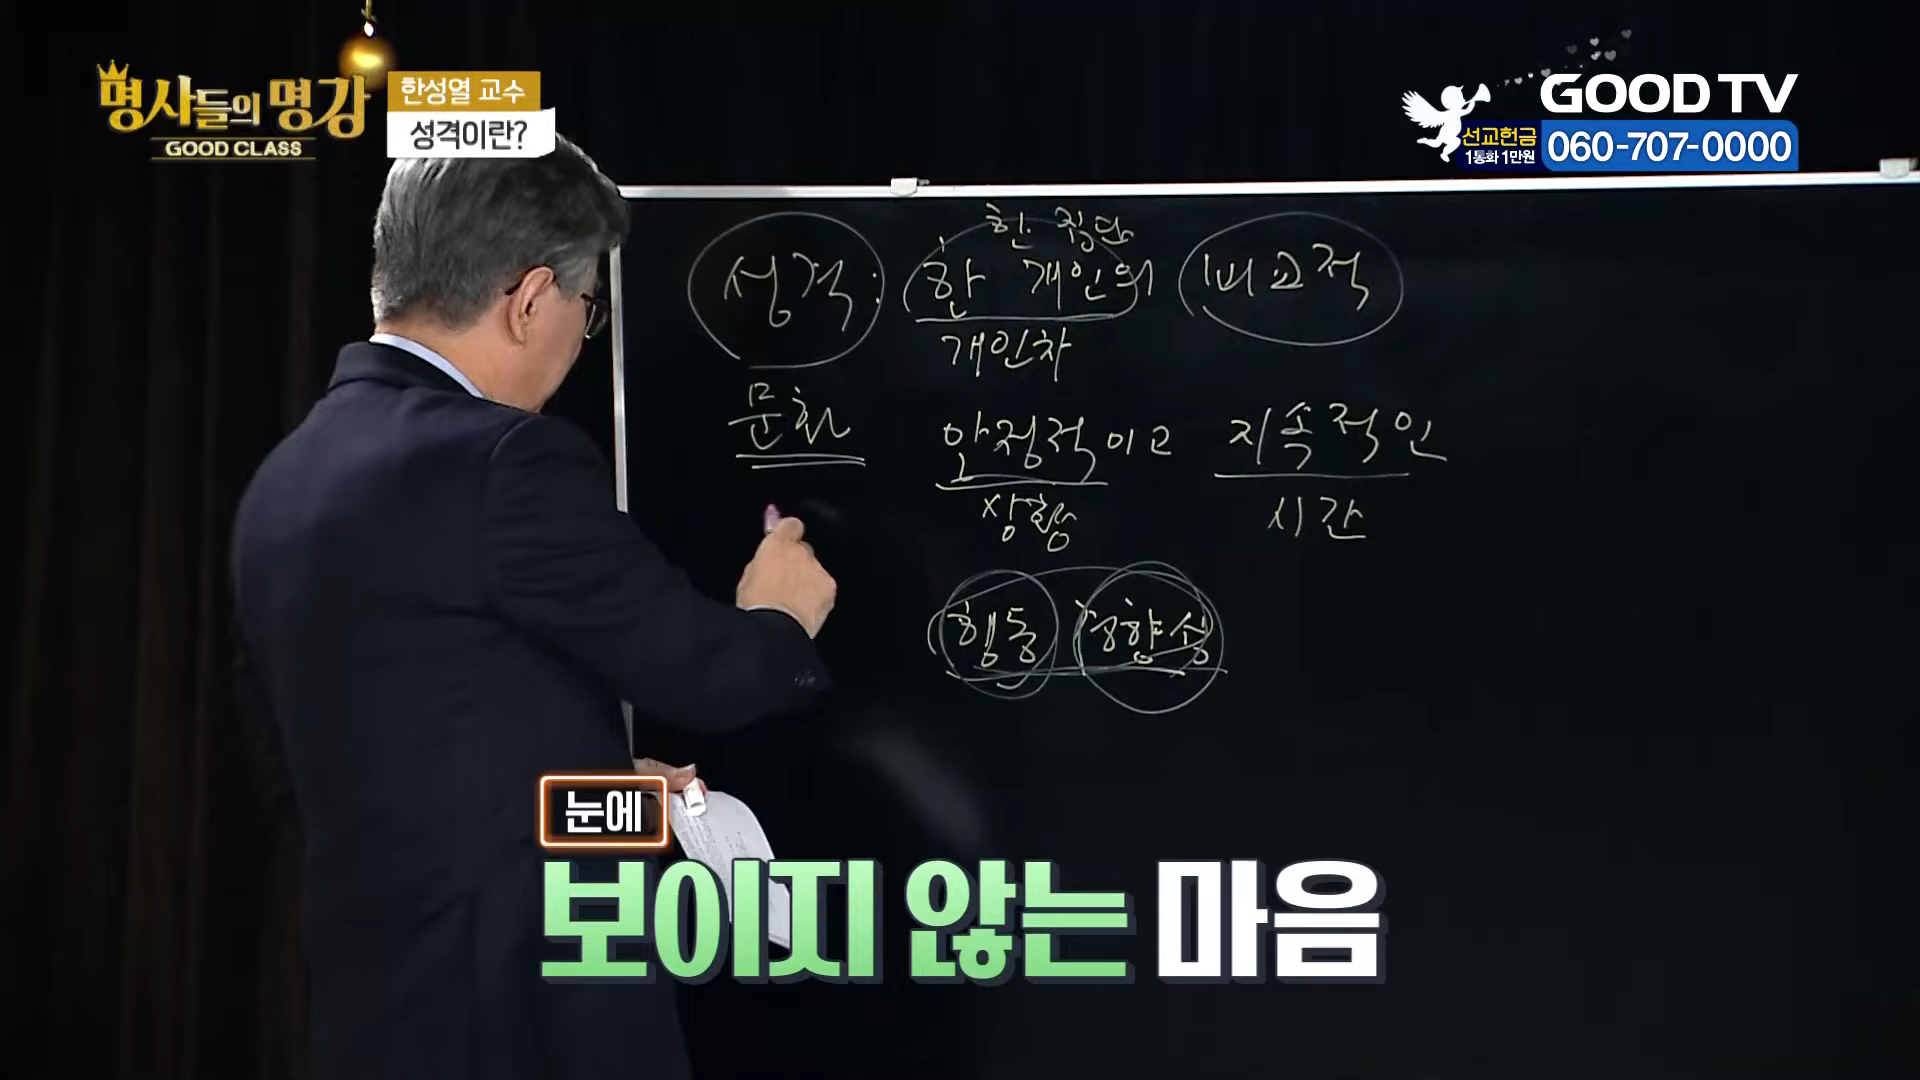 명사들의 명강
GOOD CLASS
한성열 교수
성격이란?
GOOD TV
선교헌금
1통화 1만원
060-707-0000
한 집단
성격: 한 개인의 비교적
개인차
문화
안정적이고 지속적인
상황 시간
행동 경향성
눈에
보이지 않는 마음